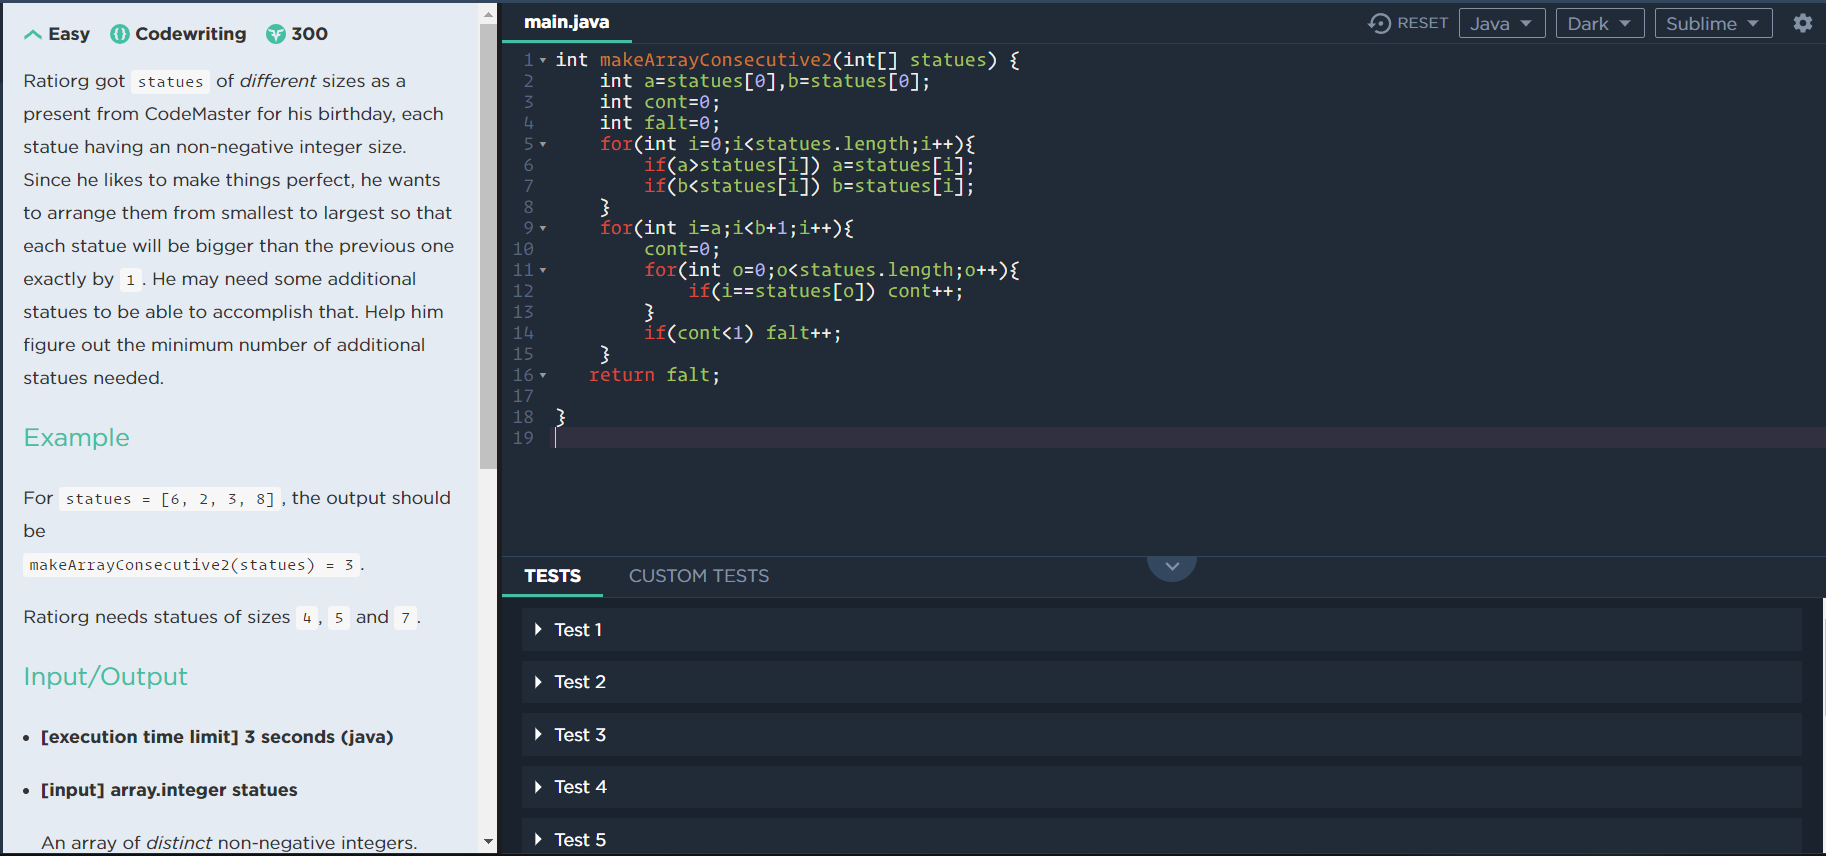 Easy Codewriting 300
Ratiorg got statues of different sizes as a
present from CodeMaster for his birthday, each
statue having an non-negative integer size.
Since he likes to make things perfect, he wants
to arrange them from smallest to largest so that
each statue will be bigger than the previous one
exactly by 1. He may need some additional
statues to be able to accomplish that. Help him
figure out the minimum number of additional
statues needed.
Example
For statues = [6, 2, 3, 8], the output should
be
makeArrayConsecutive2(statues) = 3.
Ratiorg needs statues of sizes 4, 5 and 7.
Input/Output
• [execution time limit] 3 seconds (java)
• [input] array.integer statues
An array of distinct non-negative integers.
main.java
RESET Java Dark Sublime
1 int makeArrayConsecutive2(int[] statues) {
2     int a=statues[0],b=statues[0];
3     int cont=0;
4     int falt=0;
5     for(int i=0;i<statues.length;i++){
6         if(a>statues[i]) a=statues[i];
7         if(b<statues[i]) b=statues[i];
8     }
9     for(int i=a;i<b+1;i++){
10         cont=0;
11         for(int o=0;o<statues.length;o++){
12             if(i==statues[o]) cont++;
13         }
14         if(cont<1) falt++;
15     }
16    return falt;
17
18 }
19
TESTS CUSTOM TESTS
Test 1
Test 2
Test 3
Test 4
Test 5